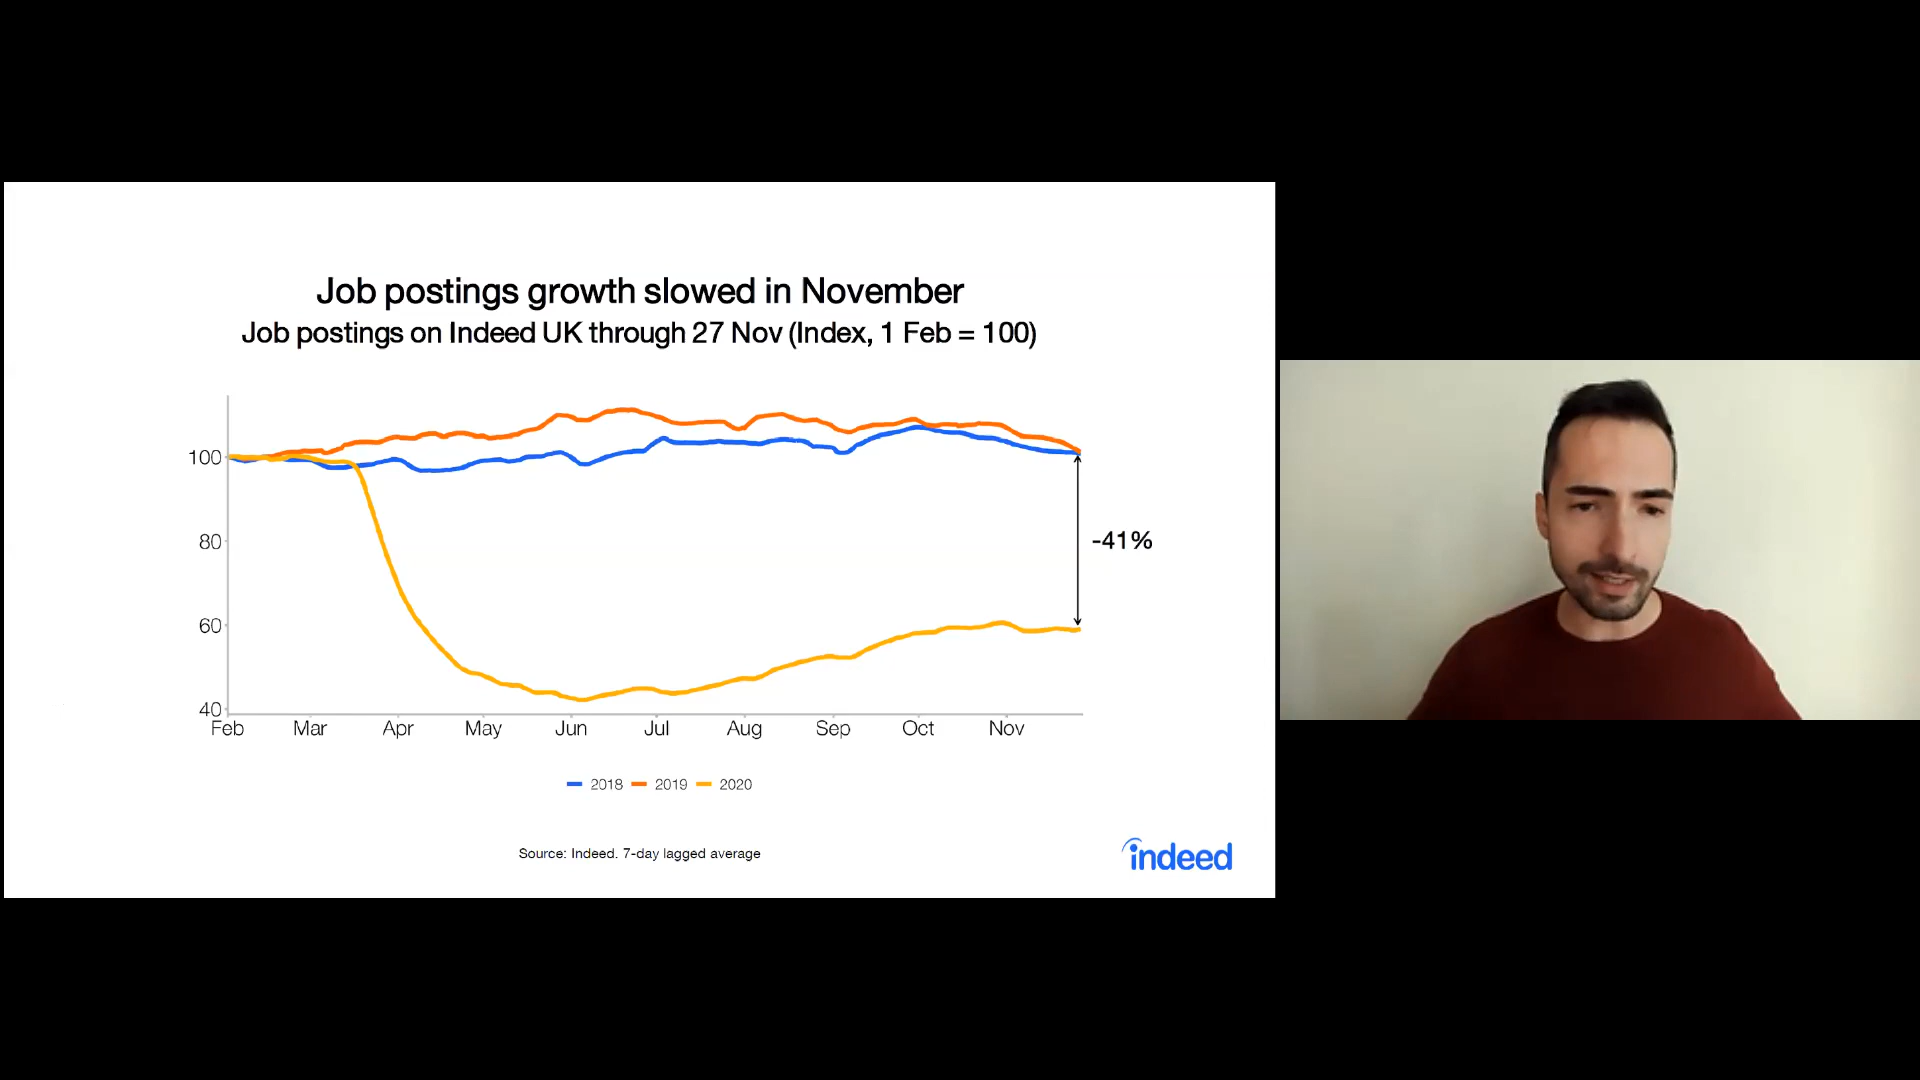 Job postings growth slowed in November
Job postings on Indeed UK through 27 Nov (Index, 1 Feb = 100)
100
80
60
40
-41%
Feb Mar Apr May Jun Jul Aug Sep Oct Nov
2018 2019 2020
Source: Indeed. 7-day lagged average
indeed